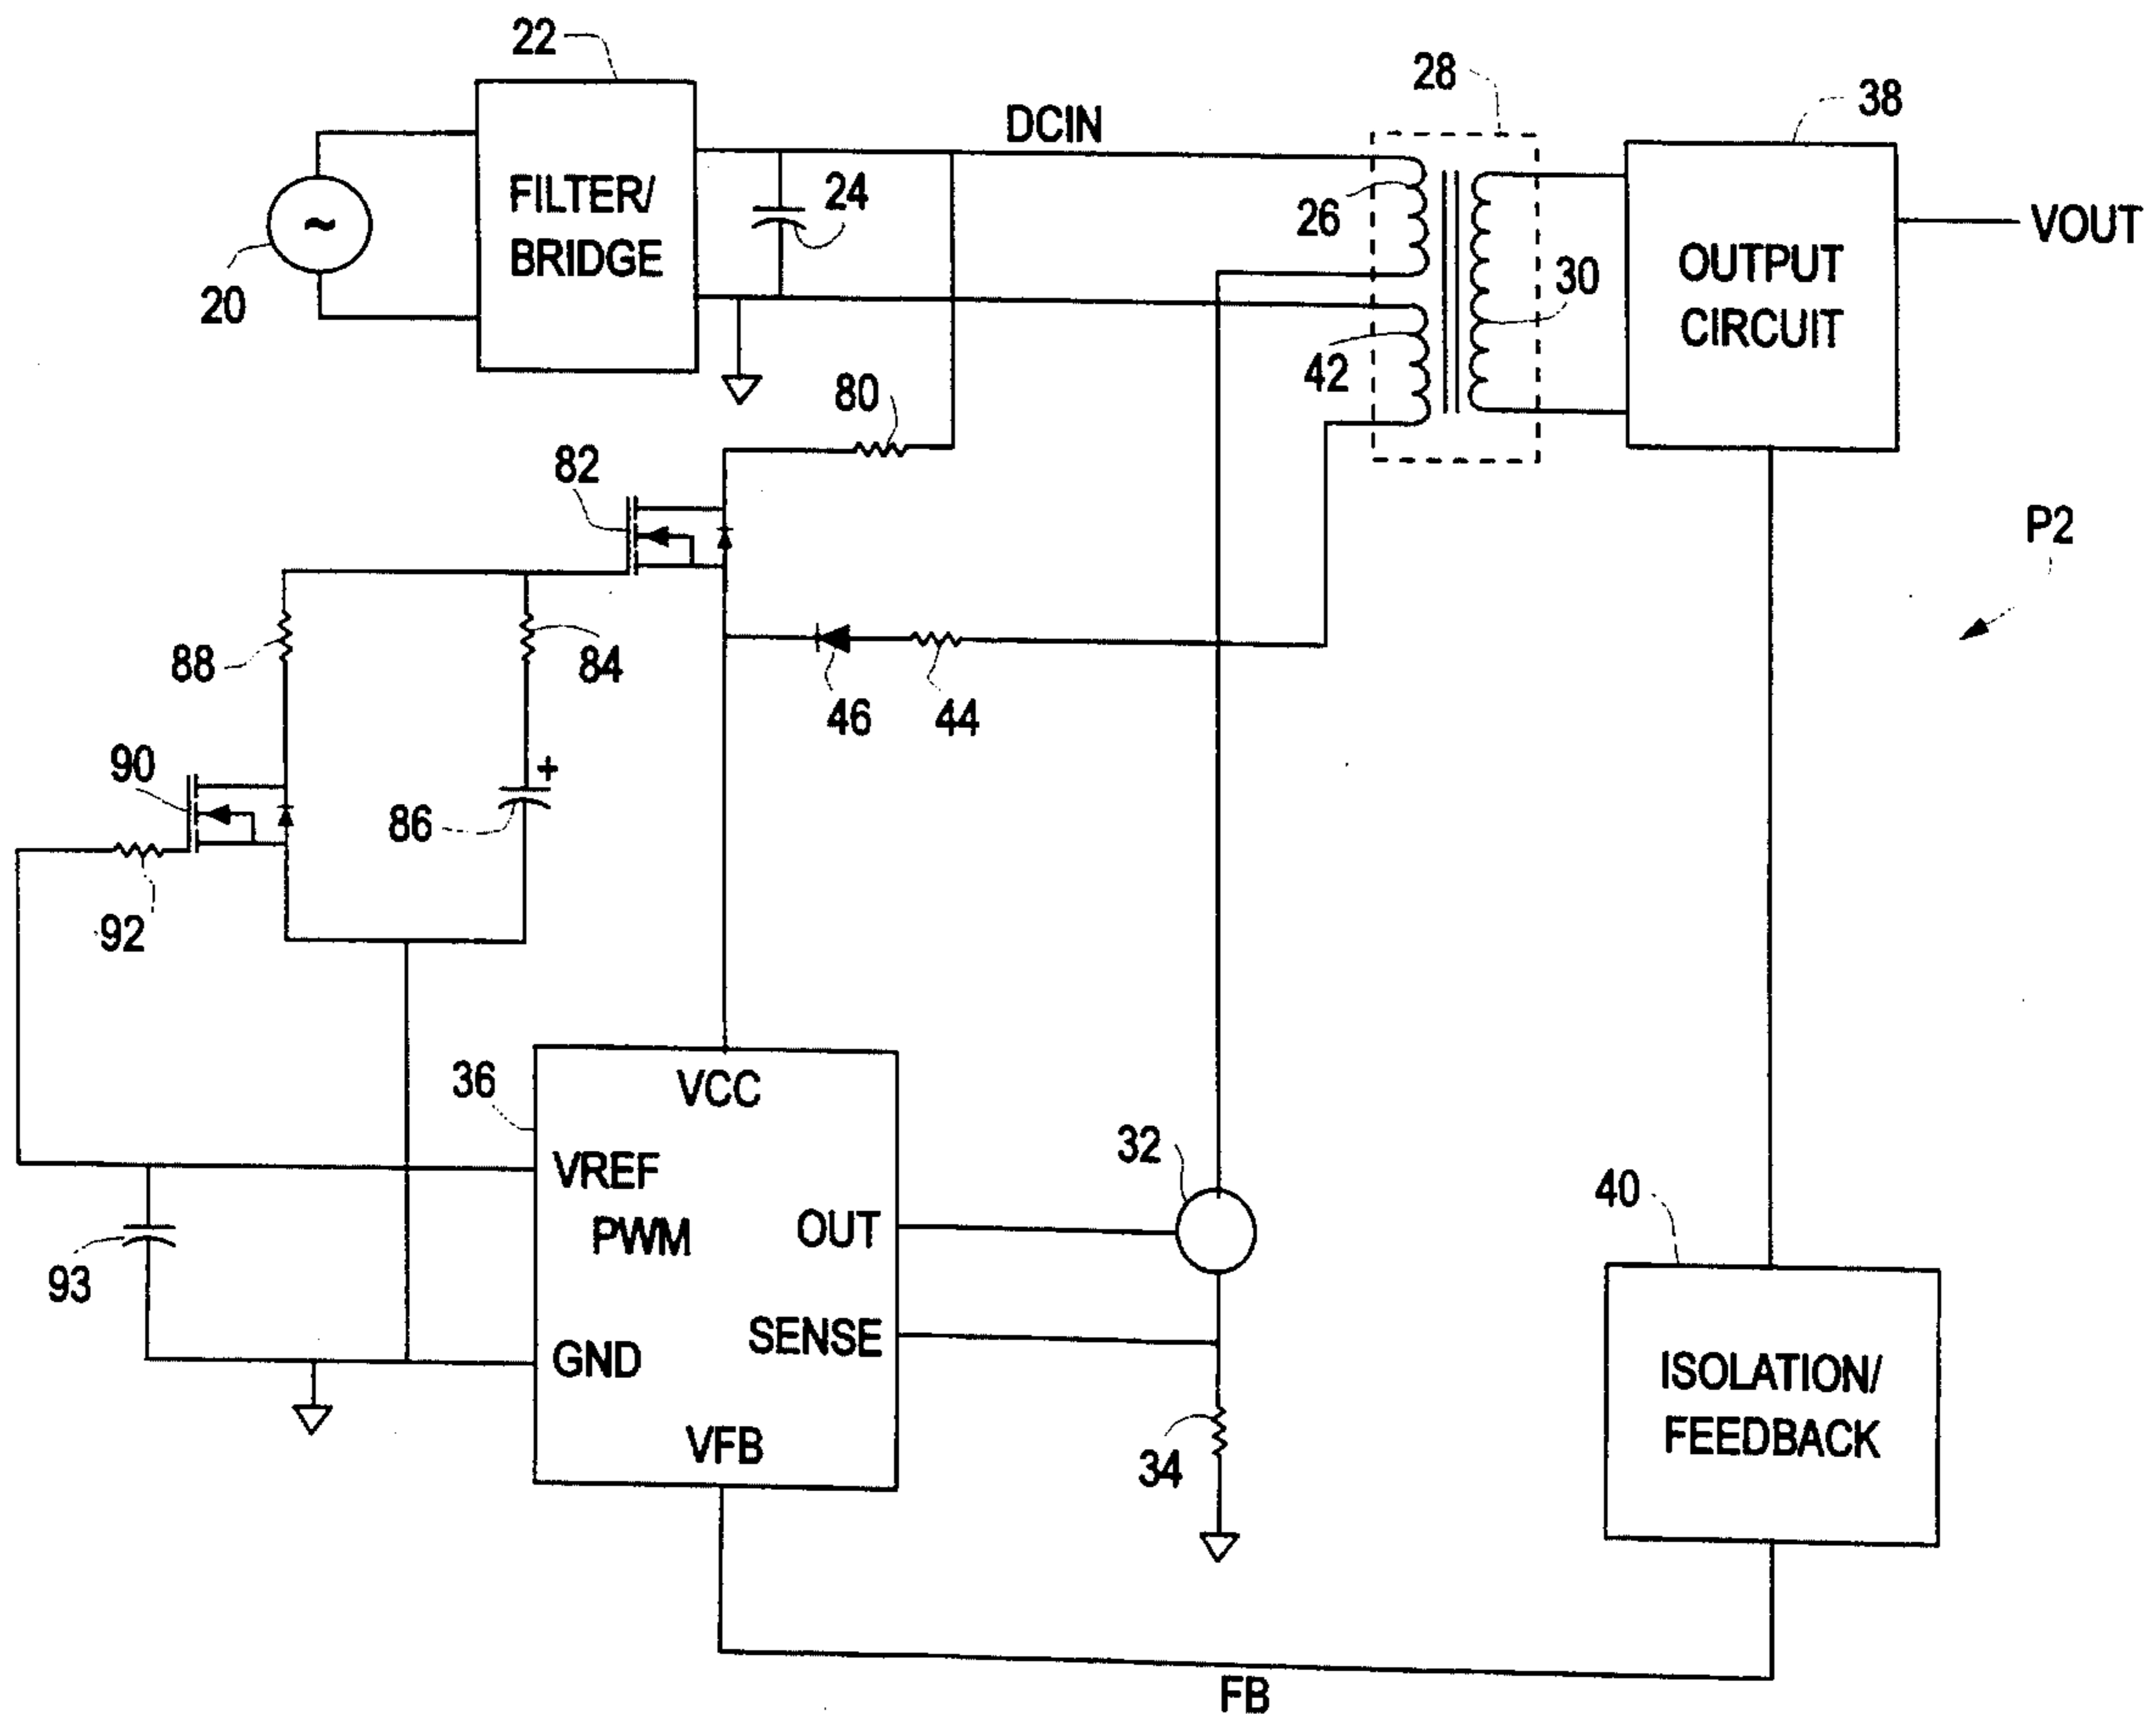 22
28
38
DCIN
FILTER/
BRIDGE
24
26
VOUT
OUTPUT
CIRCUIT
30
20
42
80
82
P2
88
84
46
44
90
86
92
36
VCC
32
VREF
PWM
OUT
40
93
SENSE
GND
ISOLATION/
FEEDBACK
VFB
34
FB